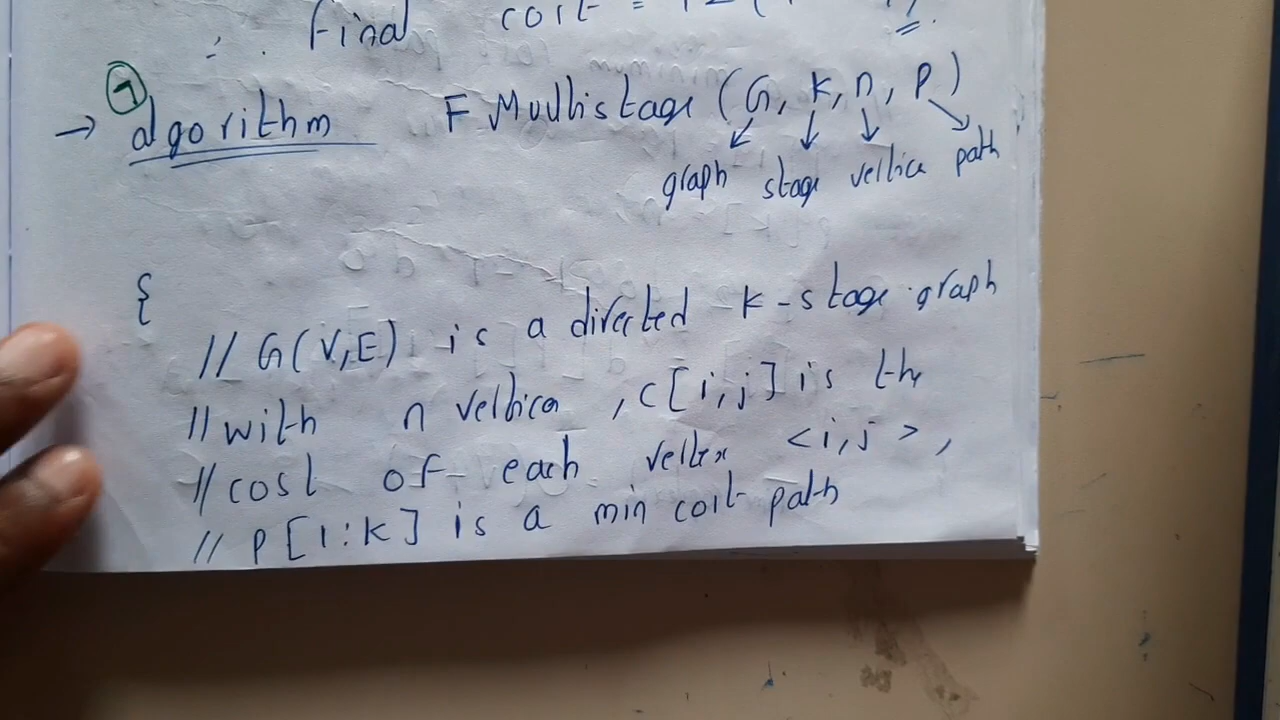 ∴ Final cost =
7
→ algorithm FMultistage (G, K, n, P)
graph stage vertice path
{
// G(V,E) is a directed k-stage graph
// with n vertices , c[i,j] is the
// cost of each vertex <i,j> ,
// P[1:k] is a min cost path